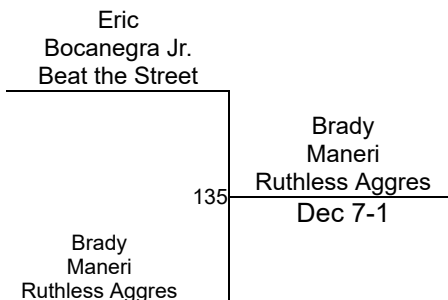 Eric
Bocanegra Jr.
Beat the Street
Brady
Maneri
Ruthless Aggres
135
Dec 7-1
Brady
Maneri
Ruthless Aggres